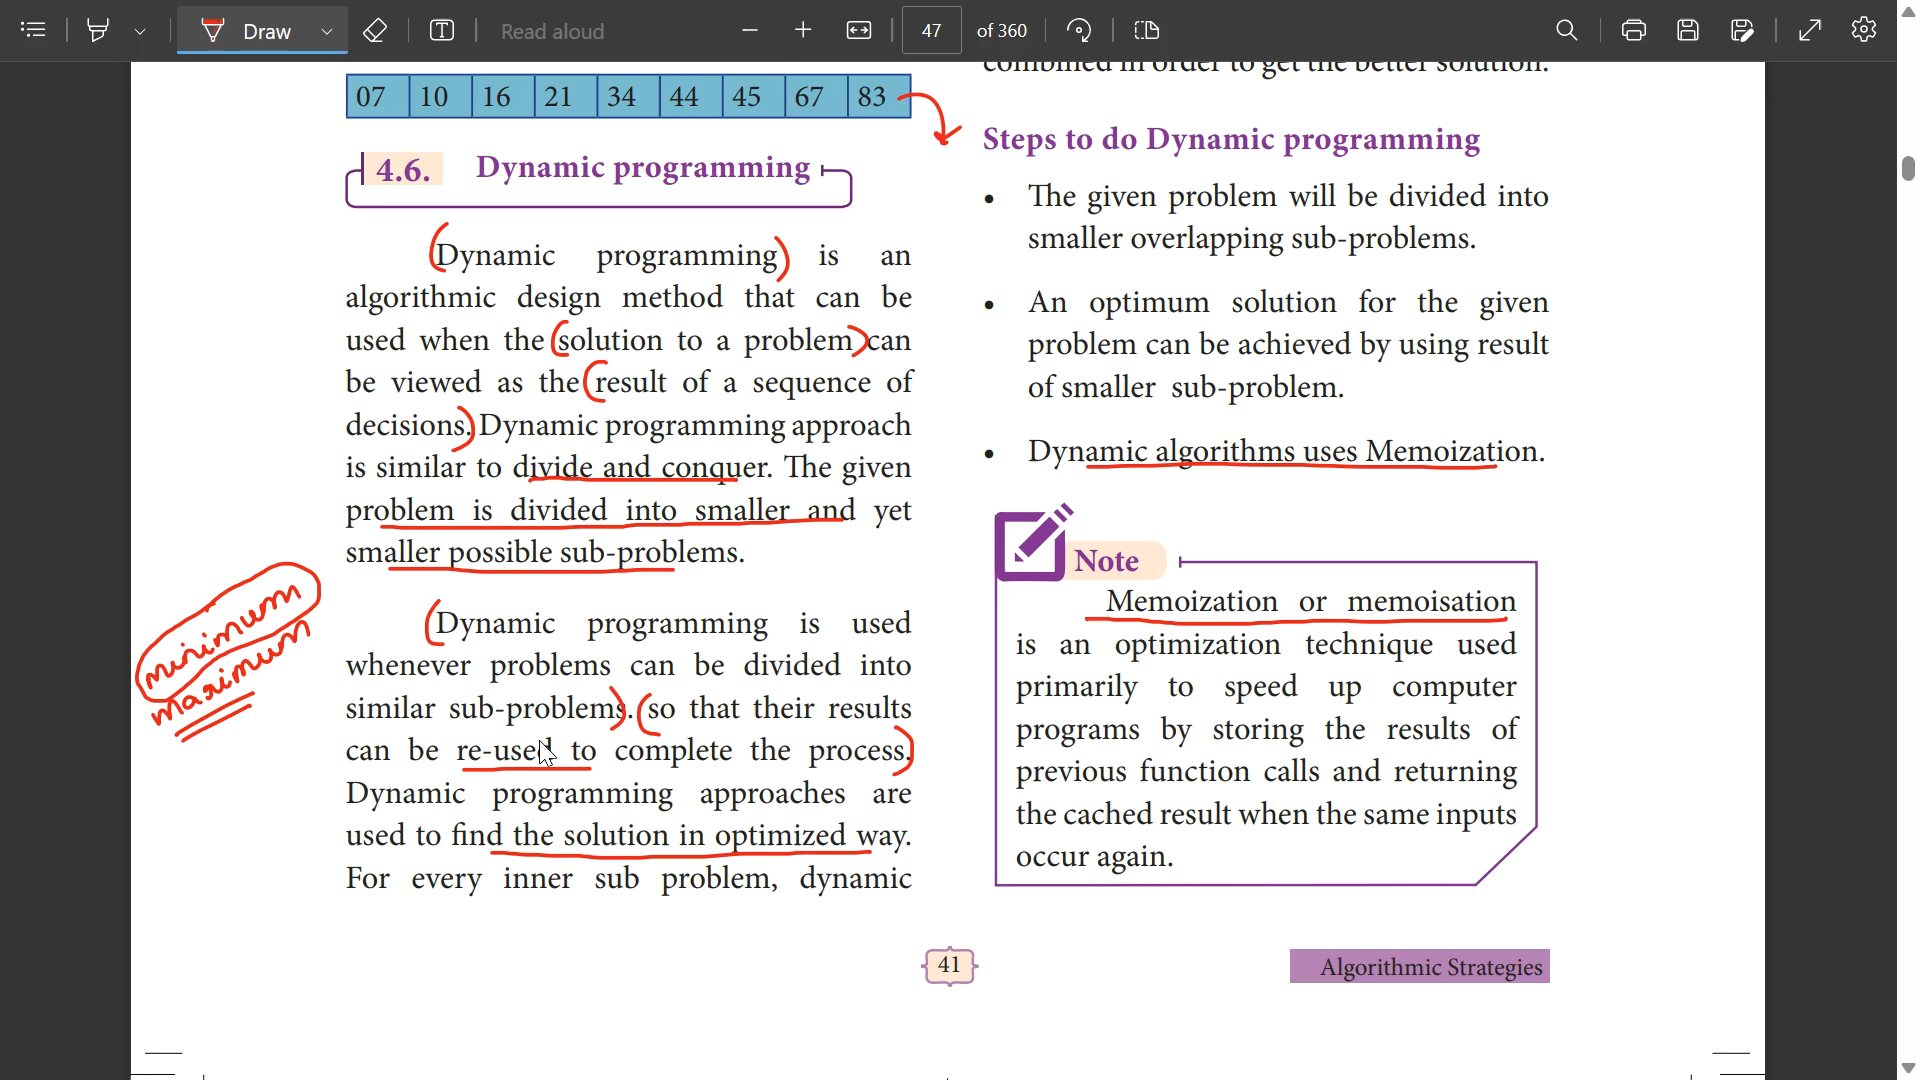 Draw
Read aloud
47 of 360
07 10 16 21 34 44 45 67 83
4.6. Dynamic programming
Dynamic programming is an
algorithmic design method that can be
used when the solution to a problem can
be viewed as the result of a sequence of
decisions. Dynamic programming approach
is similar to divide and conquer. The given
problem is divided into smaller and yet
smaller possible sub-problems.
minimum
maximum
Dynamic programming is used
whenever problems can be divided into
similar sub-problems. so that their results
can be re-used to complete the process.
Dynamic programming approaches are
used to find the solution in optimized way.
For every inner sub problem, dynamic
combined in order to get the better solution.
Steps to do Dynamic programming
• The given problem will be divided into
smaller overlapping sub-problems.
• An optimum solution for the given
problem can be achieved by using result
of smaller sub-problem.
• Dynamic algorithms uses Memoization.
Note
Memoization or memoisation
is an optimization technique used
primarily to speed up computer
programs by storing the results of
previous function calls and returning
the cached result when the same inputs
occur again.
41
Algorithmic Strategies